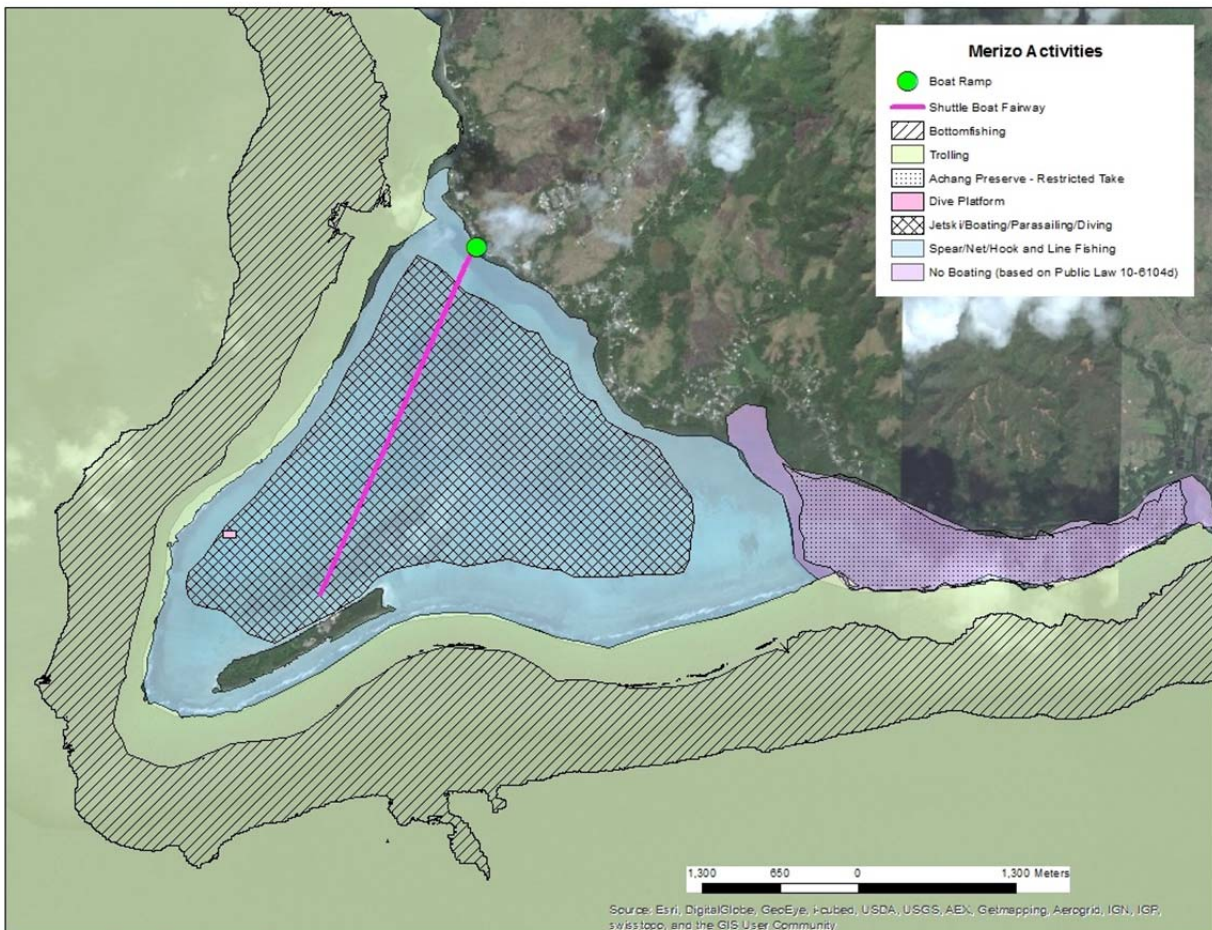 Merizo Activities
Boat Ramp
Shuttle Boat Fairway
Bottomfishing
Trolling
Achang Preserve - Restricted Take
Dive Platform
Jetski/Boating/Parasailing/Diving
Spear/Net/Hook and Line Fishing
No Boating (based on Public Law 10-6104d)
1,300 650 0 1,300 Meters
Source: Esri, DigitalGlobe, GeoEye, i-cubed, USDA, USGS, AEX, Getmapping, Aerogrid, IGN, IGP,
swisstopo, and the GIS User Community